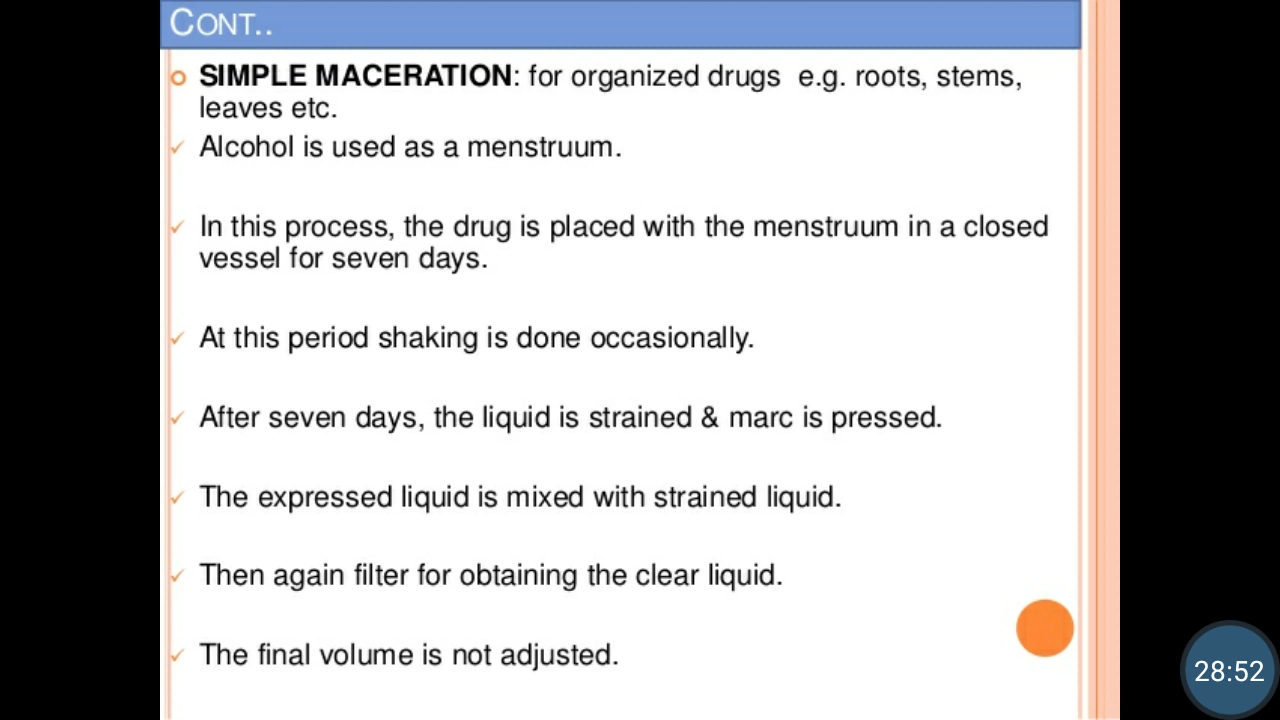 CONT..
SIMPLE MACERATION: for organized drugs e.g. roots, stems,
leaves etc.
Alcohol is used as a menstruum.
In this process, the drug is placed with the menstruum in a closed
vessel for seven days.
At this period shaking is done occasionally.
After seven days, the liquid is strained & marc is pressed.
The expressed liquid is mixed with strained liquid.
Then again filter for obtaining the clear liquid.
The final volume is not adjusted.
28:52